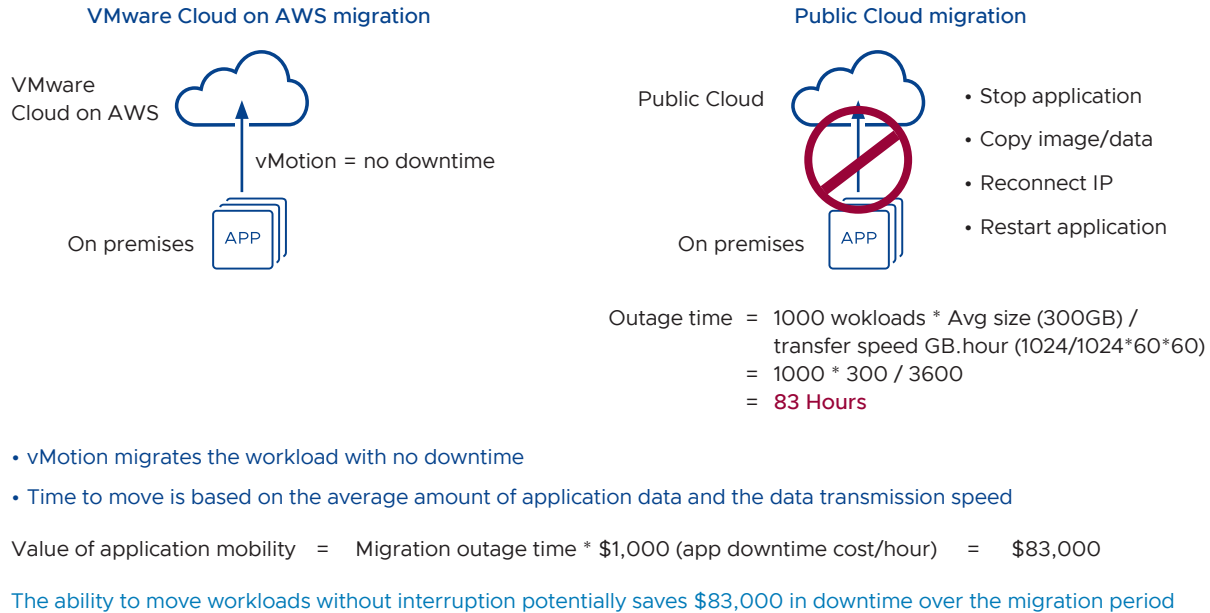 VMware Cloud on AWS migration
VMware
Cloud on AWS
vMotion = no downtime
On premises
APP
Public Cloud migration
Public Cloud
On premises
APP
• Stop application
• Copy image/data
• Reconnect IP
• Restart application
Outage time = 1000 wokloads * Avg size (300GB) /
transfer speed GB.hour (1024/1024*60*60)
= 1000 * 300 / 3600
= 83 Hours
• vMotion migrates the workload with no downtime
• Time to move is based on the average amount of application data and the data transmission speed
Value of application mobility = Migration outage time * $1,000 (app downtime cost/hour) = $83,000
The ability to move workloads without interruption potentially saves $83,000 in downtime over the migration period